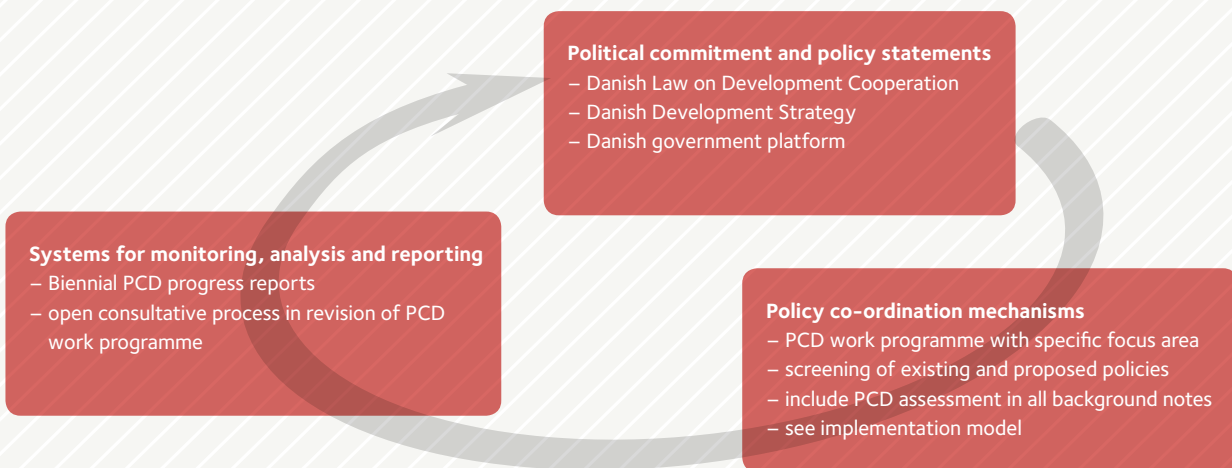 Political commitment and policy statements
– Danish Law on Development Cooperation
– Danish Development Strategy
– Danish government platform
Systems for monitoring, analysis and reporting
– Biennial PCD progress reports
– open consultative process in revision of PCD
work programme
Policy co-ordination mechanisms
– PCD work programme with specific focus area
– screening of existing and proposed policies
– include PCD assessment in all background notes
– see implementation model